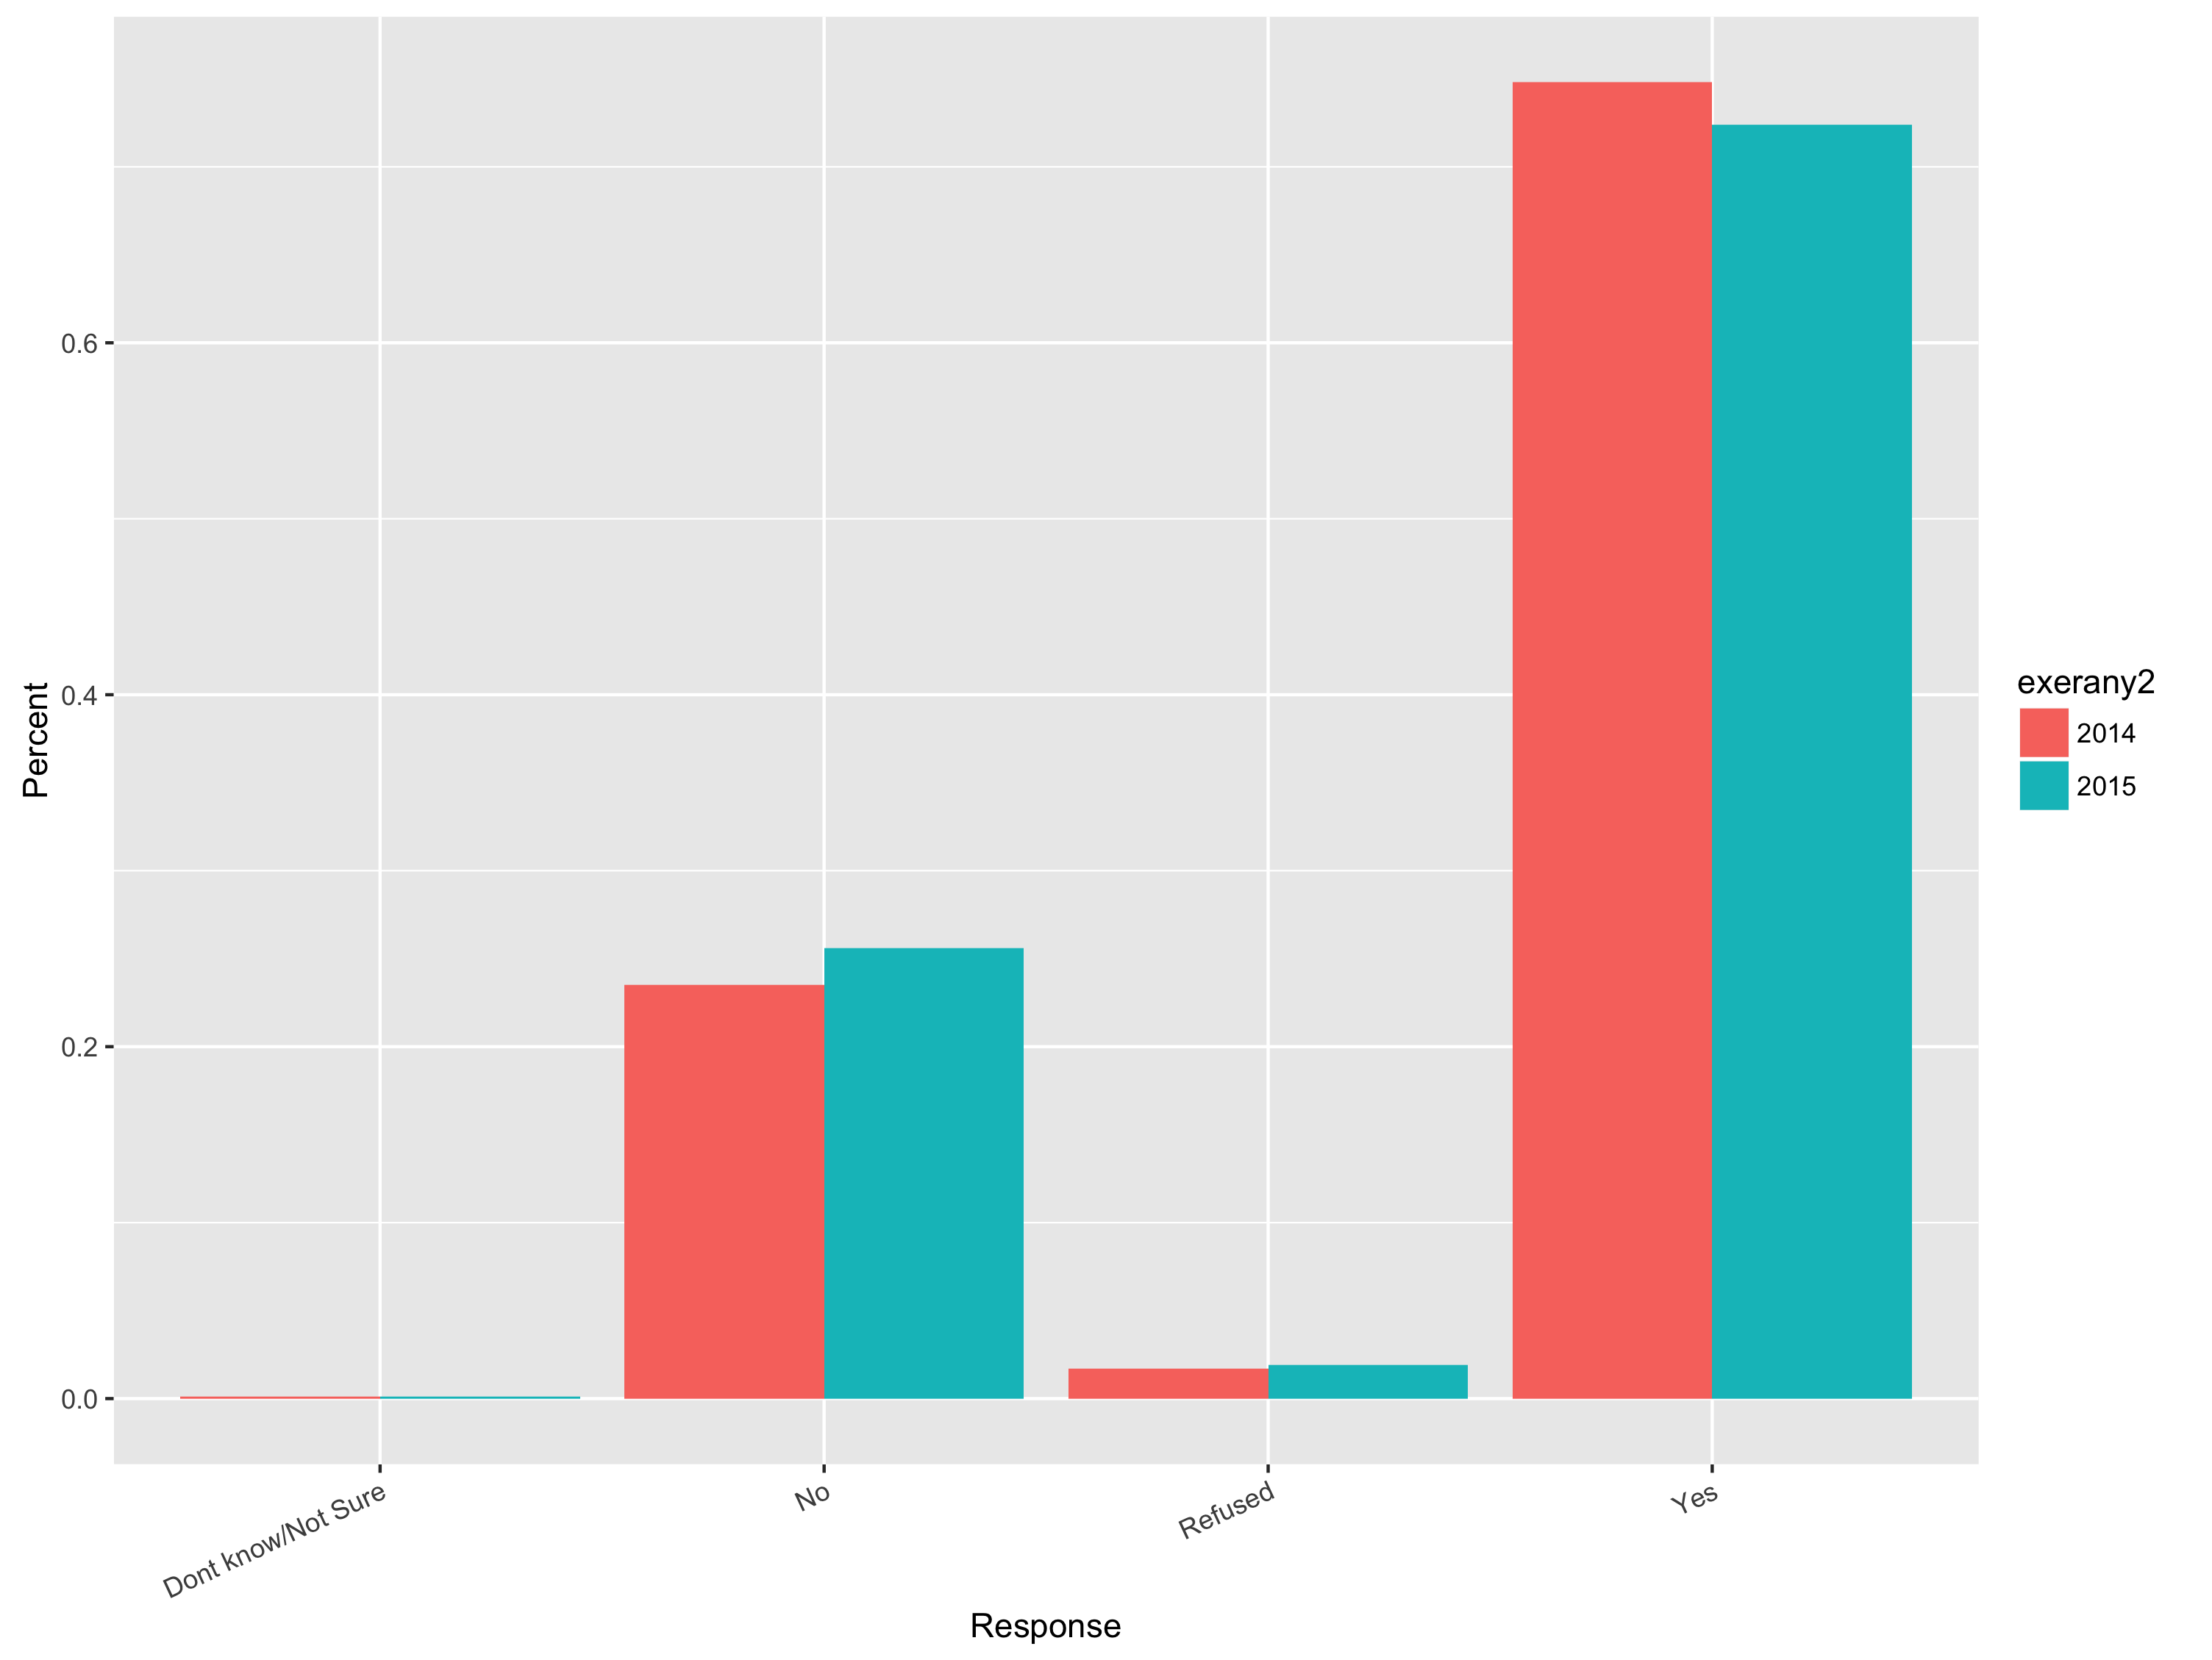 Percent
0.6
0.4
0.2
0.0
Dont know/Not Sure
No
Refused
Yes
Response
exerany2
2014
2015